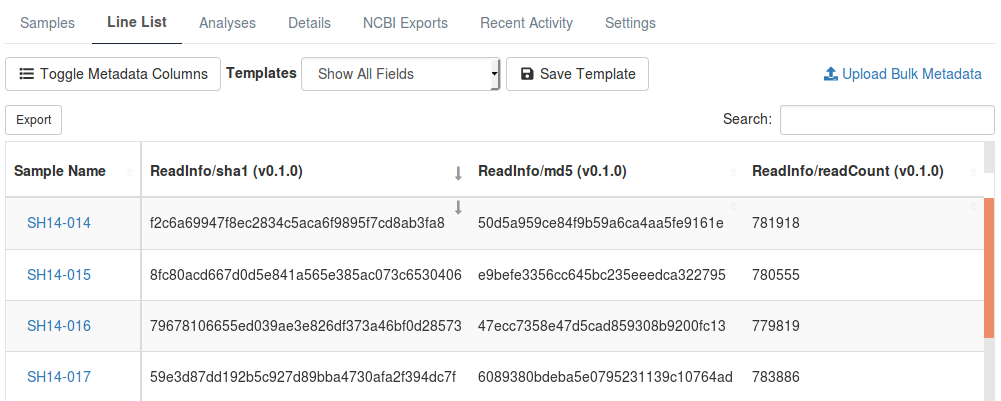 Samples Line List Analyses Details NCBI Exports Recent Activity Settings
Toggle Metadata Columns Templates Show All Fields Save Template Upload Bulk Metadata
Export Search:
Sample Name ReadInfo/sha1 (v0.1.0) ReadInfo/md5 (v0.1.0) ReadInfo/readCount (v0.1.0)
SH14-014 f2c6a69947f8ec2834c5aca6f9895f7cd8ab3fa8 50d5a959ce84f9b59a6ca4aa5fe9161e 781918
SH14-015 8fc80acd667d0d5e841a565e385ac073c6530406 e9befe3356cc645bc235eeedca322795 780555
SH14-016 79678106655ed039ae3e826df373a46bf0d28573 47ecc7358e47d5cad859308b9200fc13 779819
SH14-017 59e3d87dd192b5c927d89bba4730afa2f394dc7f 6089380bdeba5e0795231139c10764ad 783886